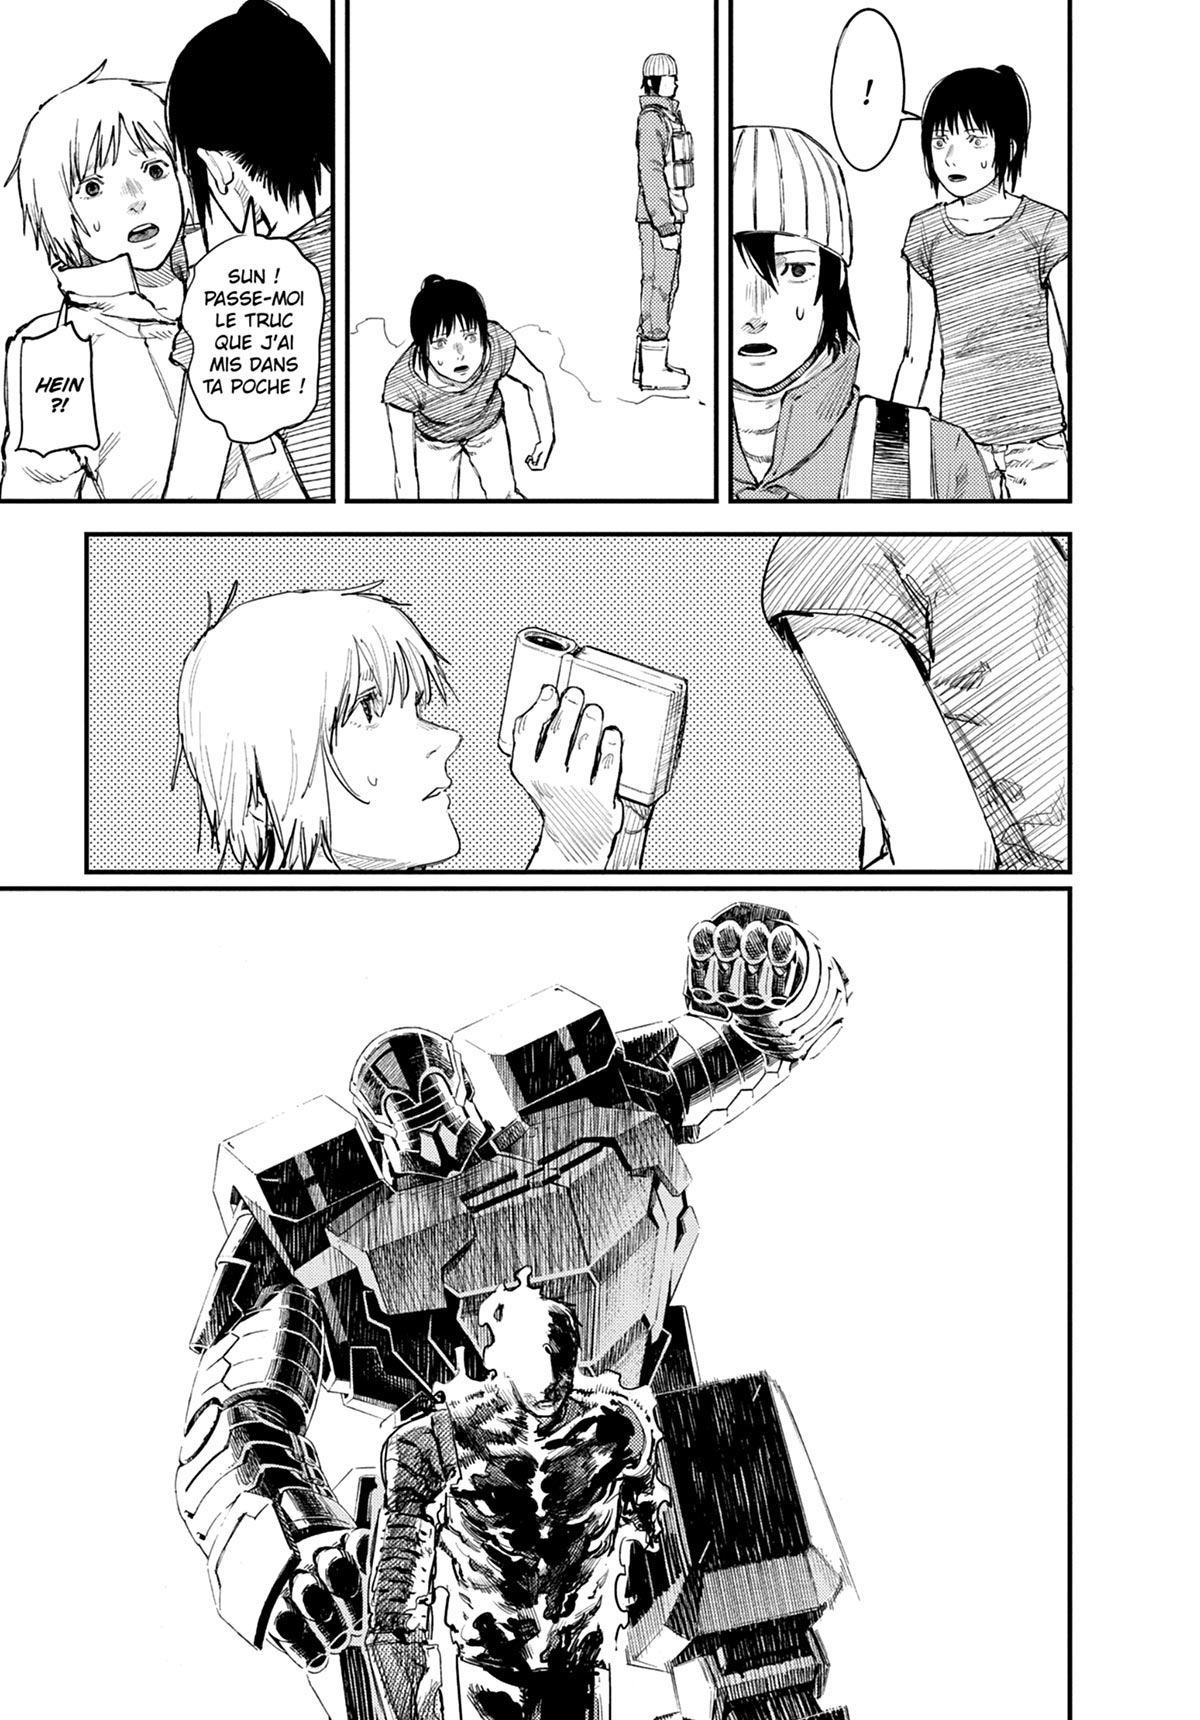 !
SUN !
PASSE-MOI
LE TRUC
QUE J'AI
MIS DANS
TA POCHE !
HEIN
?!